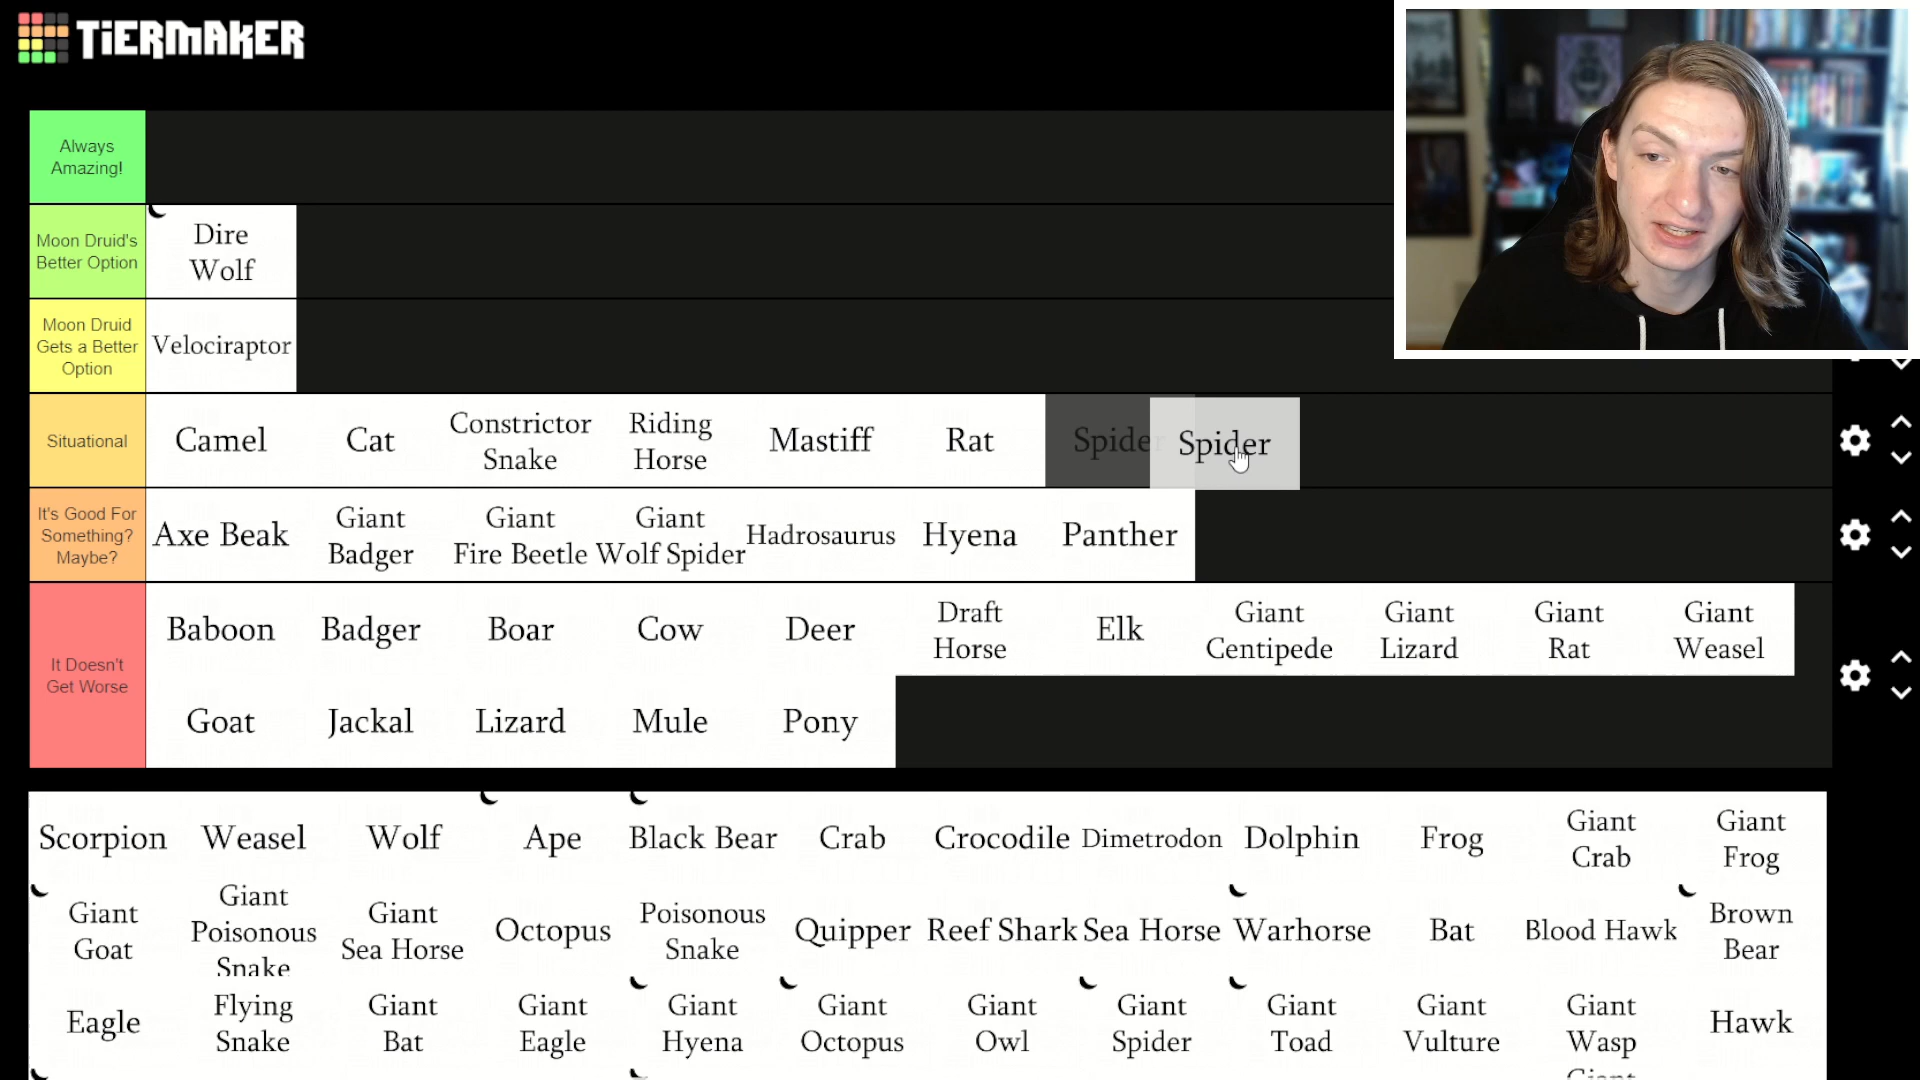 TiERMAKER
Always
Amazing!
Moon Druid's
Better Option
Dire
Wolf
Moon Druid
Gets a Better
Option
Velociraptor
Situational
Camel
Cat
Constrictor
Snake
Riding
Horse
Mastiff
Rat
Spider
Spider
It's Good For
Something?
Maybe?
Axe Beak
Giant
Badger
Giant
Fire Beetle
Giant
Wolf Spider
Hadrosaurus
Hyena
Panther
It Doesn't
Get Worse
Baboon
Badger
Boar
Cow
Deer
Draft
Horse
Elk
Giant
Centipede
Giant
Lizard
Giant
Rat
Giant
Weasel
Goat
Jackal
Lizard
Mule
Pony
Scorpion
Weasel
Wolf
Ape
Black Bear
Crab
Crocodile
Dimetrodon
Dolphin
Frog
Giant
Crab
Giant
Frog
Giant
Goat
Giant
Poisonous
Snake
Giant
Sea Horse
Octopus
Poisonous
Snake
Quipper
Reef Shark
Sea Horse
Warhorse
Bat
Blood Hawk
Brown
Bear
Eagle
Flying
Snake
Giant
Bat
Giant
Eagle
Giant
Hyena
Giant
Octopus
Giant
Owl
Giant
Spider
Giant
Toad
Giant
Vulture
Giant
Wasp
Hawk
Giant